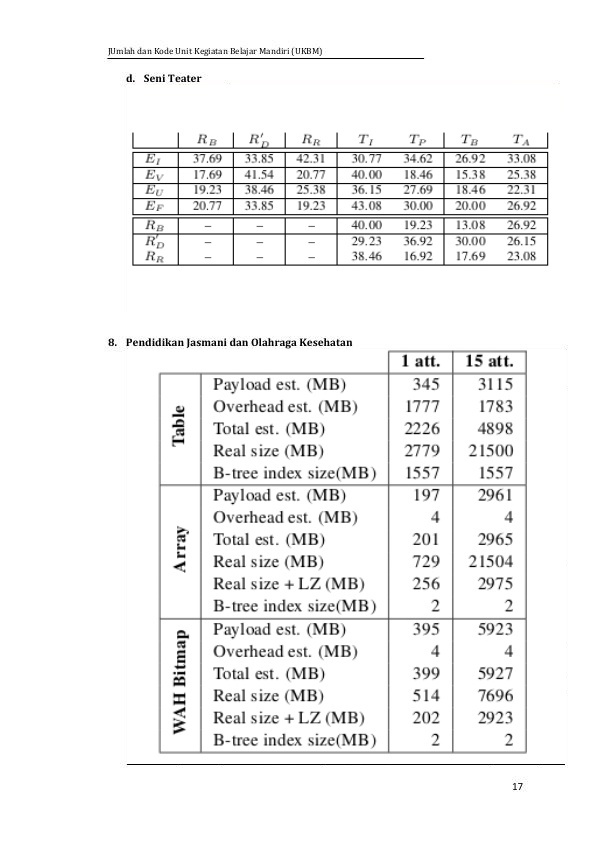 JUmlah dan Kode Unit Kegiatan Belajar Mandiri (UKBM)
d. Seni Teater
R_B R'_D R_R T_I T_P T_B T_A
E_I 37.69 33.85 42.31 30.77 34.62 26.92 33.08
E_V 17.69 41.54 20.77 40.00 18.46 15.38 25.38
E_U 19.23 38.46 25.38 36.15 27.69 18.46 22.31
E_F 20.77 33.85 19.23 43.08 30.00 20.00 26.92
R_B – – – 40.00 19.23 13.08 26.92
R'_D – – – 29.23 36.92 30.00 26.15
R_R – – – 38.46 16.92 17.69 23.08
8. Pendidikan Jasmani dan Olahraga Kesehatan
1 att. 15 att.
Table
Payload est. (MB) 345 3115
Overhead est. (MB) 1777 1783
Total est. (MB) 2226 4898
Real size (MB) 2779 21500
B-tree index size(MB) 1557 1557
Array
Payload est. (MB) 197 2961
Overhead est. (MB) 4 4
Total est. (MB) 201 2965
Real size (MB) 729 21504
Real size + LZ (MB) 256 2975
B-tree index size(MB) 2 2
WAH Bitmap
Payload est. (MB) 395 5923
Overhead est. (MB) 4 4
Total est. (MB) 399 5927
Real size (MB) 514 7696
Real size + LZ (MB) 202 2923
B-tree index size(MB) 2 2
17